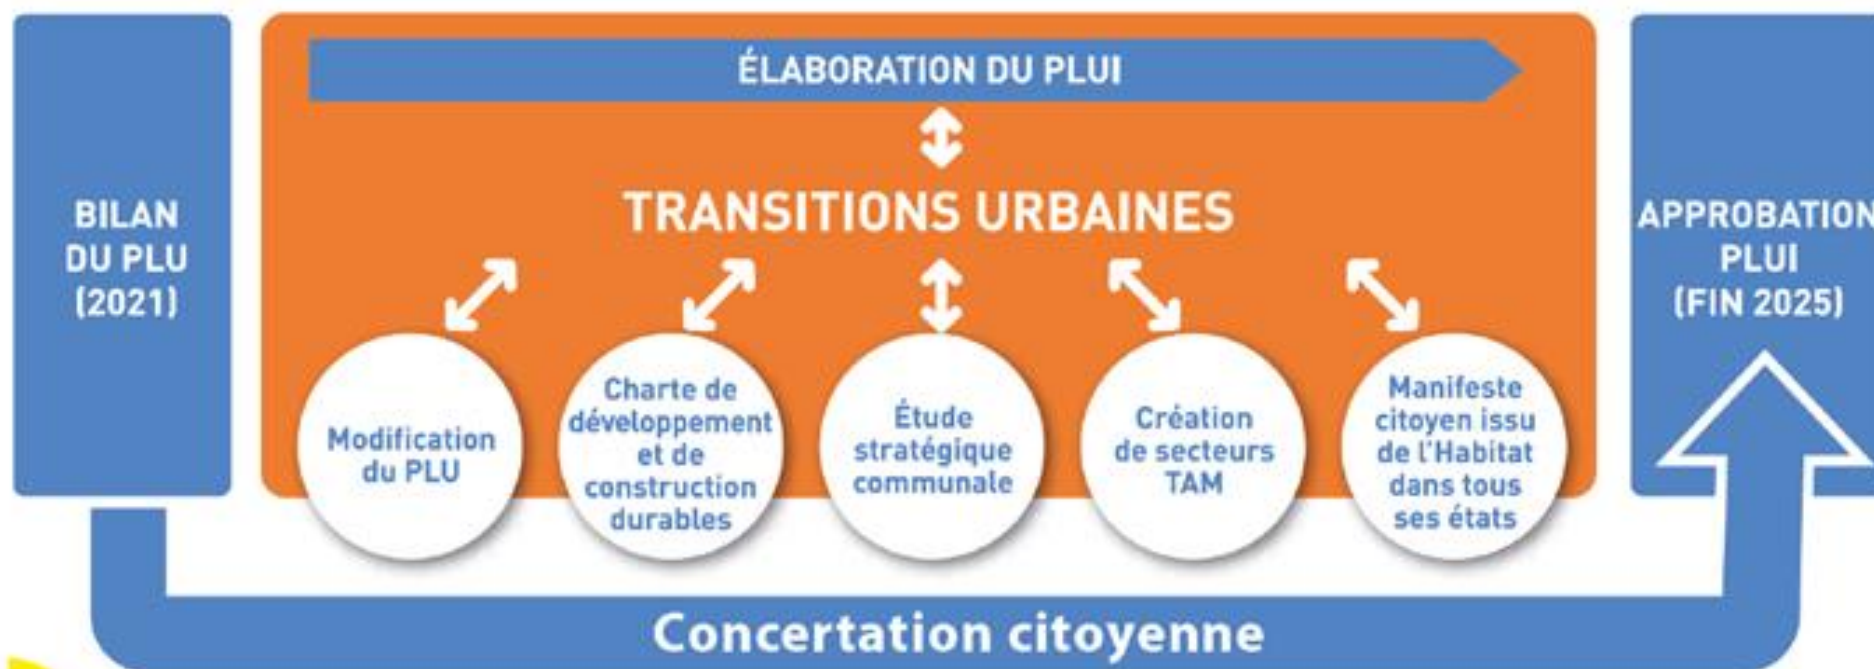 BILAN
DU PLU
(2021)
ÉLABORATION DU PLUI
TRANSITIONS URBAINES
Modification
du PLU
Charte de
développement
et de
construction
durables
Étude
stratégique
communale
Création
de secteurs
TAM
Manifeste
citoyen issu
de l'Habitat
dans tous
ses états
APPROBATION
PLUI
(FIN 2025)
Concertation citoyenne